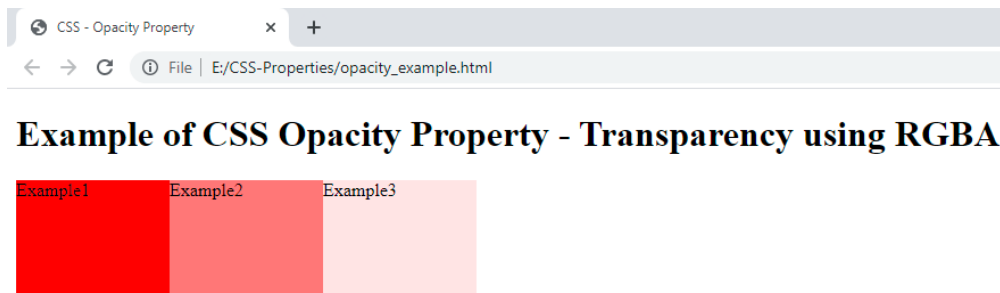 CSS - Opacity Property
File | E:/CSS-Properties/opacity_example.html
Example of CSS Opacity Property - Transparency using RGBA
Example1 Example2 Example3